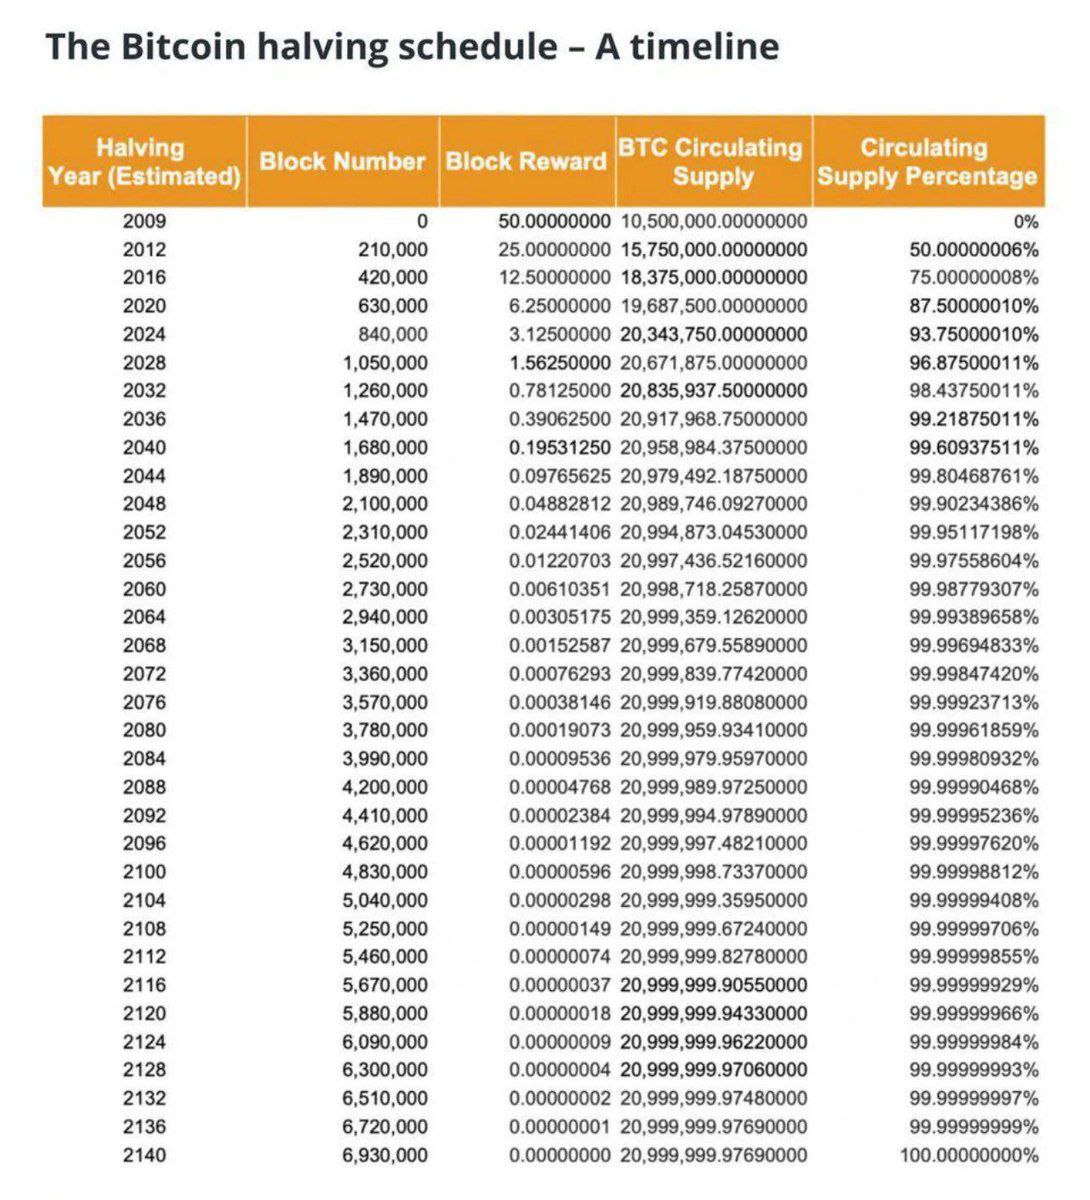 The Bitcoin halving schedule – A timeline
Halving Year (Estimated) Block Number Block Reward BTC Circulating Supply Circulating Supply Percentage
2009 0 50.00000000 10,500,000.00000000 0%
2012 210,000 25.00000000 15,750,000.00000000 50.00000006%
2016 420,000 12.50000000 18,375,000.00000000 75.00000008%
2020 630,000 6.25000000 19,687,500.00000000 87.50000010%
2024 840,000 3.12500000 20,343,750.00000000 93.75000010%
2028 1,050,000 1.56250000 20,671,875.00000000 96.87500011%
2032 1,260,000 0.78125000 20,835,937.50000000 98.43750011%
2036 1,470,000 0.39062500 20,917,968.75000000 99.21875011%
2040 1,680,000 0.19531250 20,958,984.37500000 99.60937511%
2044 1,890,000 0.09765625 20,979,492.18750000 99.80468761%
2048 2,100,000 0.04882812 20,989,746.09270000 99.90234386%
2052 2,310,000 0.02441406 20,994,873.04530000 99.95117198%
2056 2,520,000 0.01220703 20,997,436.52160000 99.97558604%
2060 2,730,000 0.00610351 20,998,718.25870000 99.98779307%
2064 2,940,000 0.00305175 20,999,359.12620000 99.99389658%
2068 3,150,000 0.00152587 20,999,679.55890000 99.99694833%
2072 3,360,000 0.00076293 20,999,839.77420000 99.99847420%
2076 3,570,000 0.00038146 20,999,919.88080000 99.99923713%
2080 3,780,000 0.00019073 20,999,959.93410000 99.99961859%
2084 3,990,000 0.00009536 20,999,979.95970000 99.99980932%
2088 4,200,000 0.00004768 20,999,989.97250000 99.99990468%
2092 4,410,000 0.00002384 20,999,994.97890000 99.99995236%
2096 4,620,000 0.00001192 20,999,997.48210000 99.99997620%
2100 4,830,000 0.00000596 20,999,998.73370000 99.99998812%
2104 5,040,000 0.00000298 20,999,999.35950000 99.99999408%
2108 5,250,000 0.00000149 20,999,999.67240000 99.99999706%
2112 5,460,000 0.00000074 20,999,999.82780000 99.99999855%
2116 5,670,000 0.00000037 20,999,999.90550000 99.99999929%
2120 5,880,000 0.00000018 20,999,999.94330000 99.99999966%
2124 6,090,000 0.00000009 20,999,999.96220000 99.99999984%
2128 6,300,000 0.00000004 20,999,999.97060000 99.99999993%
2132 6,510,000 0.00000002 20,999,999.97480000 99.99999997%
2136 6,720,000 0.00000001 20,999,999.97690000 99.99999999%
2140 6,930,000 0.00000000 20,999,999.97690000 100.00000000%